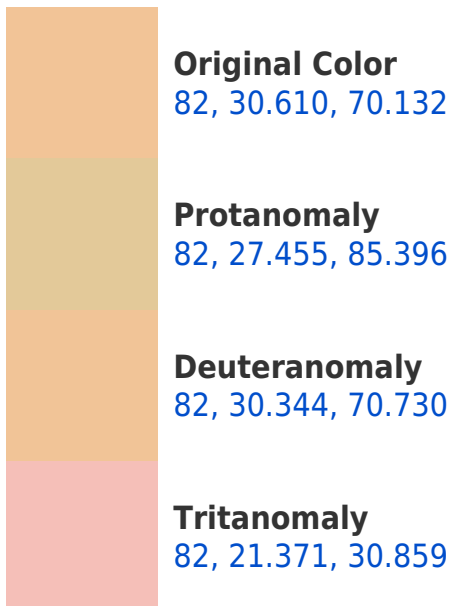 Original Color
82, 30.610, 70.132
Protanomaly
82, 27.455, 85.396
Deuteranomaly
82, 30.344, 70.730
Tritanomaly
82, 21.371, 30.859